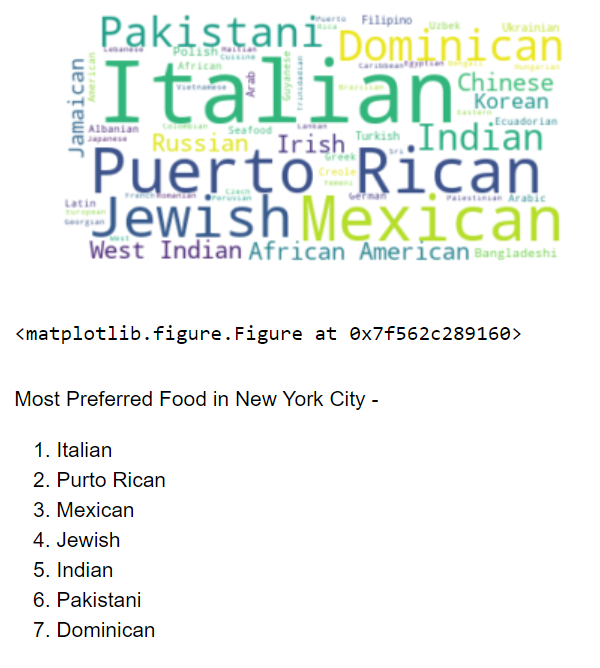 Pakistani
Puerto
Rica
Filipino
Uzbek
Ukrainian
Dominican
Lebanese
Polish
Haitian
Cuisine
Caribbean
Egyptian
Bengali
Hungarian
Jamaican
American
African
Arab
Guyanese
Trinidadian
Italian
Vietnamese
Brazilian
Chinese
Korean
Eastern
Ecuadorian
Albanian
Japanese
Colombian
Seafood
Lankan
Turkish
Indian
Russian
Irish
Greek
Sri
Puerto Rican
Creole
Yemeni
Czech
Peruvian
French
Romanian
German
Palestinian
Arabic
Latin
European
Georgian
Jewish
Mexican
West
West Indian
African American
Bangladeshi
<matplotlib.figure.Figure at 0x7f562c289160>
Most Preferred Food in New York City -
1. Italian
2. Purto Rican
3. Mexican
4. Jewish
5. Indian
6. Pakistani
7. Dominican